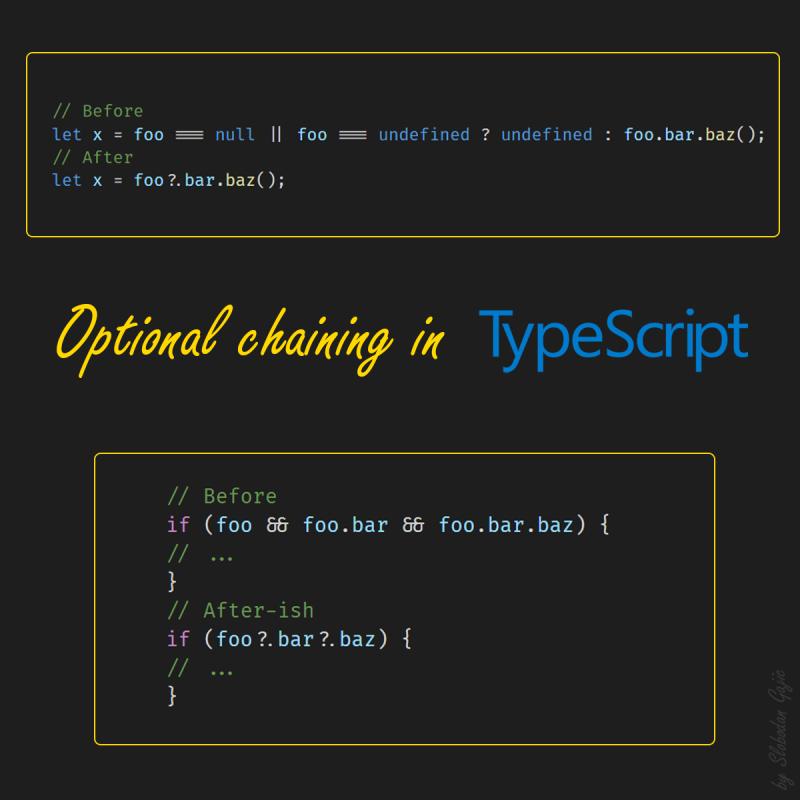 // Before
let x = foo === null || foo === undefined ? undefined : foo.bar.baz();
// After
let x = foo?.bar.baz();
Optional chaining in TypeScript
// Before
if (foo && foo.bar && foo.bar.baz) {
// ...
}
// After-ish
if (foo?.bar?.baz) {
// ...
}
by Slobodan Gajic